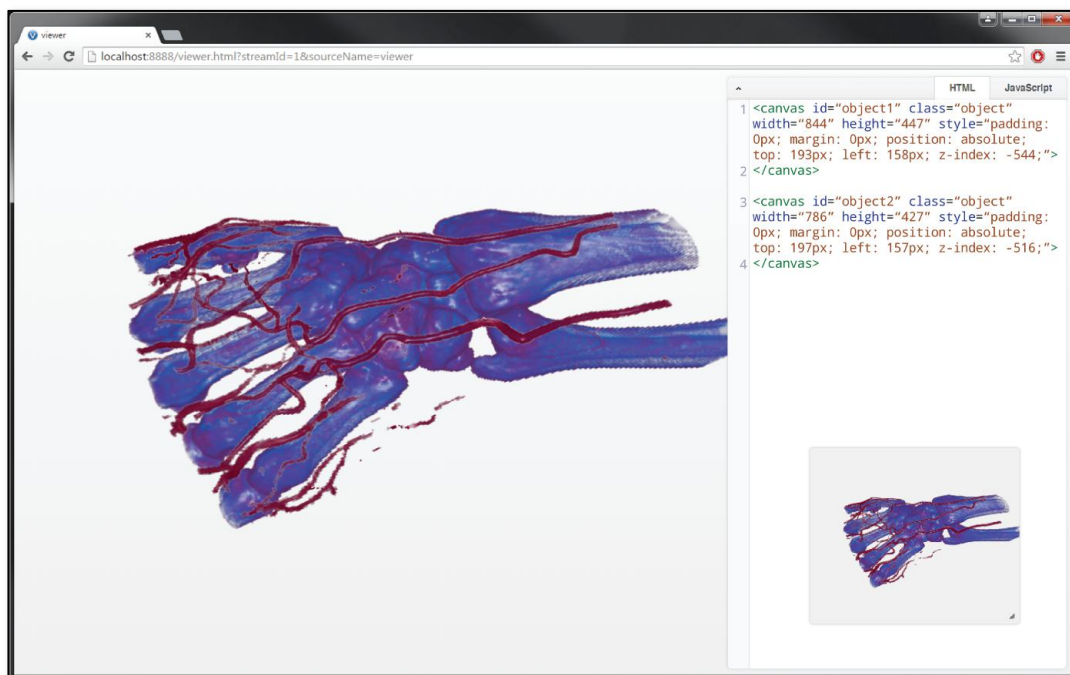 viewer
localhost:8888/viewer.html?streamId=1&sourceName=viewer
HTML JavaScript
1 <canvas id=“object1” class=“object”
width=“844” height=“447” style=“padding:
0px; margin: 0px; position: absolute;
top: 193px; left: 158px; z-index: -544;”>
2 </canvas>
3 <canvas id=“object2” class=“object”
width=“786” height=“427” style=“padding:
0px; margin: 0px; position: absolute;
top: 197px; left: 157px; z-index: -516;”>
4 </canvas>